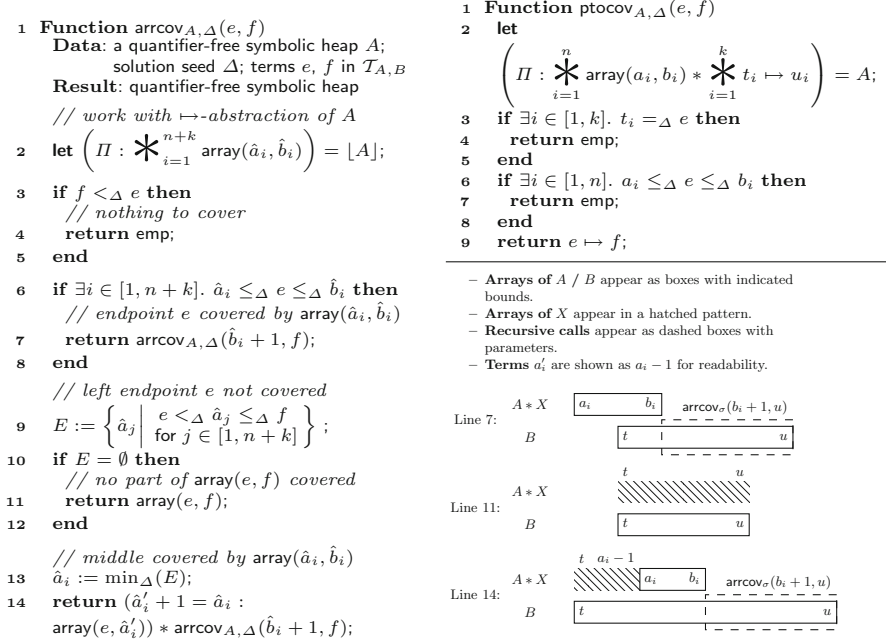 1 Function arrcov_{A,Δ}(e, f)
Data: a quantifier-free symbolic heap A;
solution seed Δ; terms e, f in 𝒯_{A,B}
Result: quantifier-free symbolic heap
// work with ↦-abstraction of A
2 let (Π : ✱_{i=1}^{n+k} array(â_i, b̂_i)) = ⌊A⌋;
3 if f <_Δ e then
// nothing to cover
4 return emp;
5 end
6 if ∃i ∈ [1, n + k]. â_i ≤_Δ e ≤_Δ b̂_i then
// endpoint e covered by array(â_i, b̂_i)
7 return arrcov_{A,Δ}(b̂_i + 1, f);
8 end
// left endpoint e not covered
9 E := { â_j | e <_Δ â_j ≤_Δ f for j ∈ [1, n + k] } ;
10 if E = ∅ then
// no part of array(e, f) covered
11 return array(e, f);
12 end
// middle covered by array(â_i, b̂_i)
13 â_i := min_Δ(E);
14 return (â′_i + 1 = â_i :
array(e, â′_i)) * arrcov_{A,Δ}(b̂_i + 1, f);
1 Function ptocov_{A,Δ}(e, f)
2 let
(Π : ✱_{i=1}^{n} array(a_i, b_i) * ✱_{i=1}^{k} t_i ↦ u_i) = A;
3 if ∃i ∈ [1, k]. t_i =_Δ e then
4 return emp;
5 end
6 if ∃i ∈ [1, n]. a_i ≤_Δ e ≤_Δ b_i then
7 return emp;
8 end
9 return e ↦ f;
– Arrays of A / B appear as boxes with indicated
bounds.
– Arrays of X appear in a hatched pattern.
– Recursive calls appear as dashed boxes with
parameters.
– Terms a′_i are shown as a_i − 1 for readability.
Line 7:
A * X a_i b_i arrcov_σ(b_i + 1, u)
B t u
Line 11:
t u
A * X
B t u
Line 14:
t a_i − 1
A * X a_i b_i arrcov_σ(b_i + 1, u)
B t u